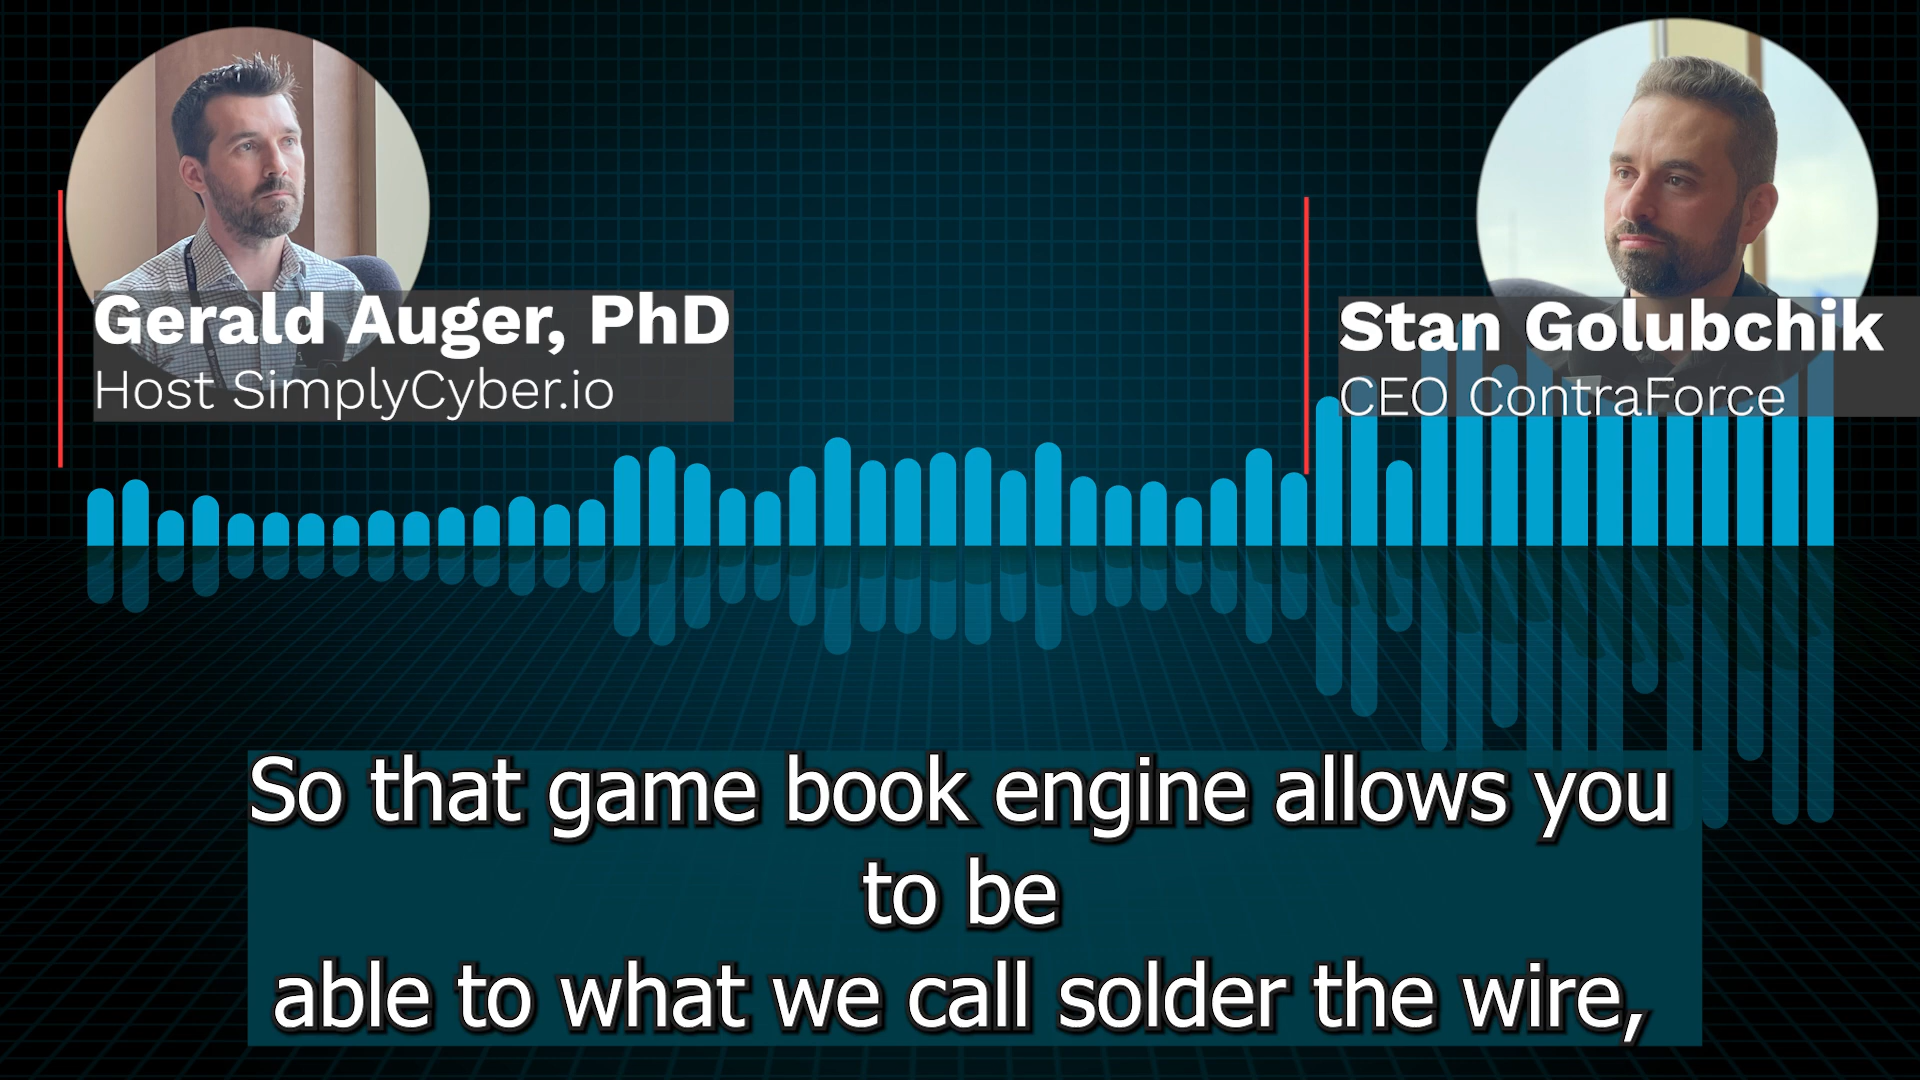 Gerald Auger, PhD
Host SimplyCyber.io
Stan Golubchik
CEO ContraForce
So that game book engine allows you
to be
able to what we call solder the wire,